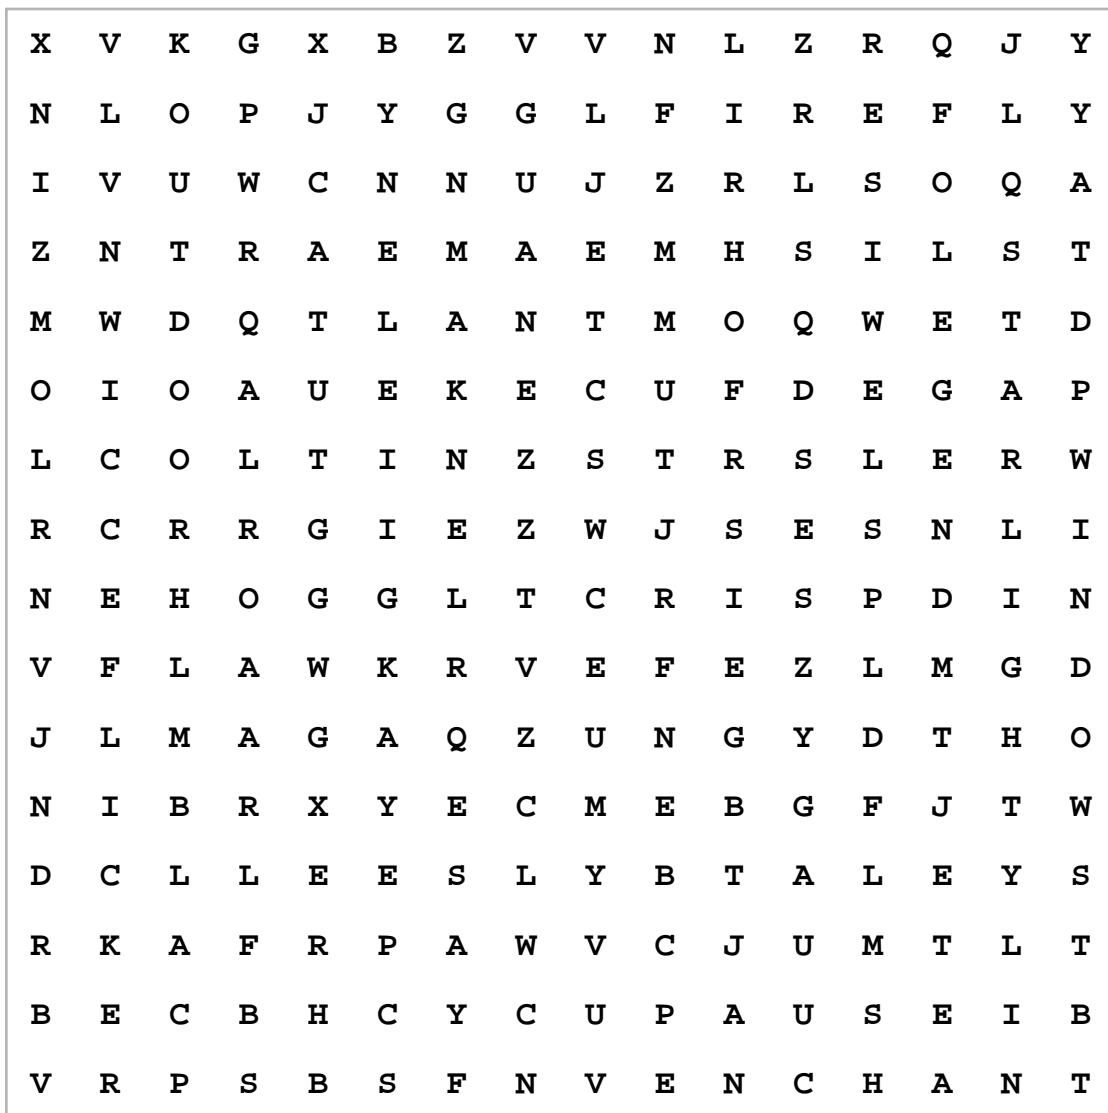 X V K G X B Z V V N L Z R Q J Y
N L O P J Y G G L F I R E F L Y
I V U W C N N U J Z R L S O Q A
Z N T R A E M A E M H S I L S T
M W D Q T L A N T M O Q W E T D
O I O A U E K E C U F D E G A P
L C O L T I N Z S T R S L E R W
R C R R G I E Z W J S E S N L I
N E H O G G L T C R I S P D I N
V F L A W K R V E F E Z L M G D
J L M A G A Q Z U N G Y D T H O
N I B R X Y E C M E B G F J T W
D C L L E E S L Y B T A L E Y S
R K A F R P A W V C J U M T L T
B E C B H C Y C U P A U S E I B
V R P S B S F N V E N C H A N T